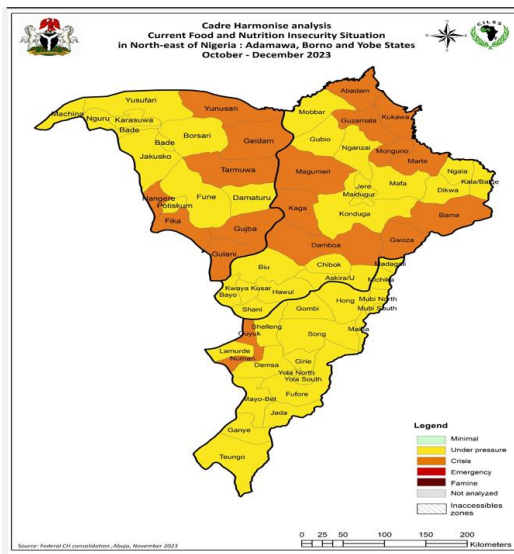 Cadre Harmonise analysis
Current Food and Nutrition Insecurity Situation
in North-east of Nigeria : Adamawa, Borno and Yobe States
October - December 2023
CILSS
Abadam
Yusufari
Yunusari
Mobbar
Kukawa
Machina
Nguru
Karasuwa
Guzamala
Bade
Borsari
Geidam
Gubio
Nganzai
Monguno
Bade
Marte
Jakusko
Tarmuwa
Magumeri
Ngala
Jere
Mafa
Kala/Balge
Maidugur
Dikwa
Nangere
Fune
Damaturu
Kaga
Potiskum
Konduga
Bama
Fika
Gujba
Gulani
Damboa
Gwoza
Biu
Chibok
Madagali
Askira/U
Michika
Kwaya Kusar
Bayo
Hawul
Hong
Mubi North
Shani
Gombi
Mubi South
Shelleng
Guyuk
Song
Maiha
Lamurde
Numan
Demsa
Girie
Yola North
Yola South
Mayo-Bel
Fufore
Jada
Ganye
Teungo
Legend
Minimal
Under pressure
Crisis
Emergency
Famine
Not analyzed
Inaccessibles
zones
0 25 50 100 150 200
Kilometers
Source: Federal CH consolidation ,Abuja, November 2023